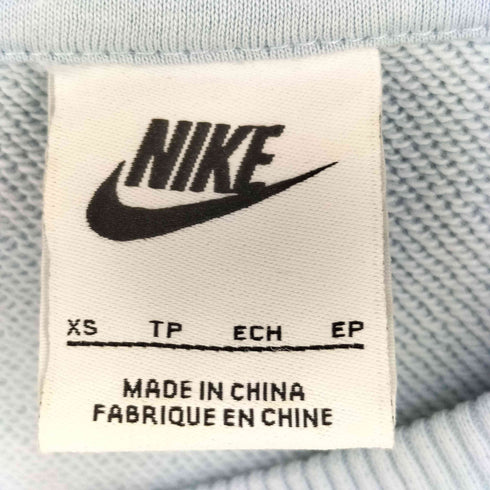 NIKE
XS TP ECH EP
MADE IN CHINA
FABRIQUE EN CHINE